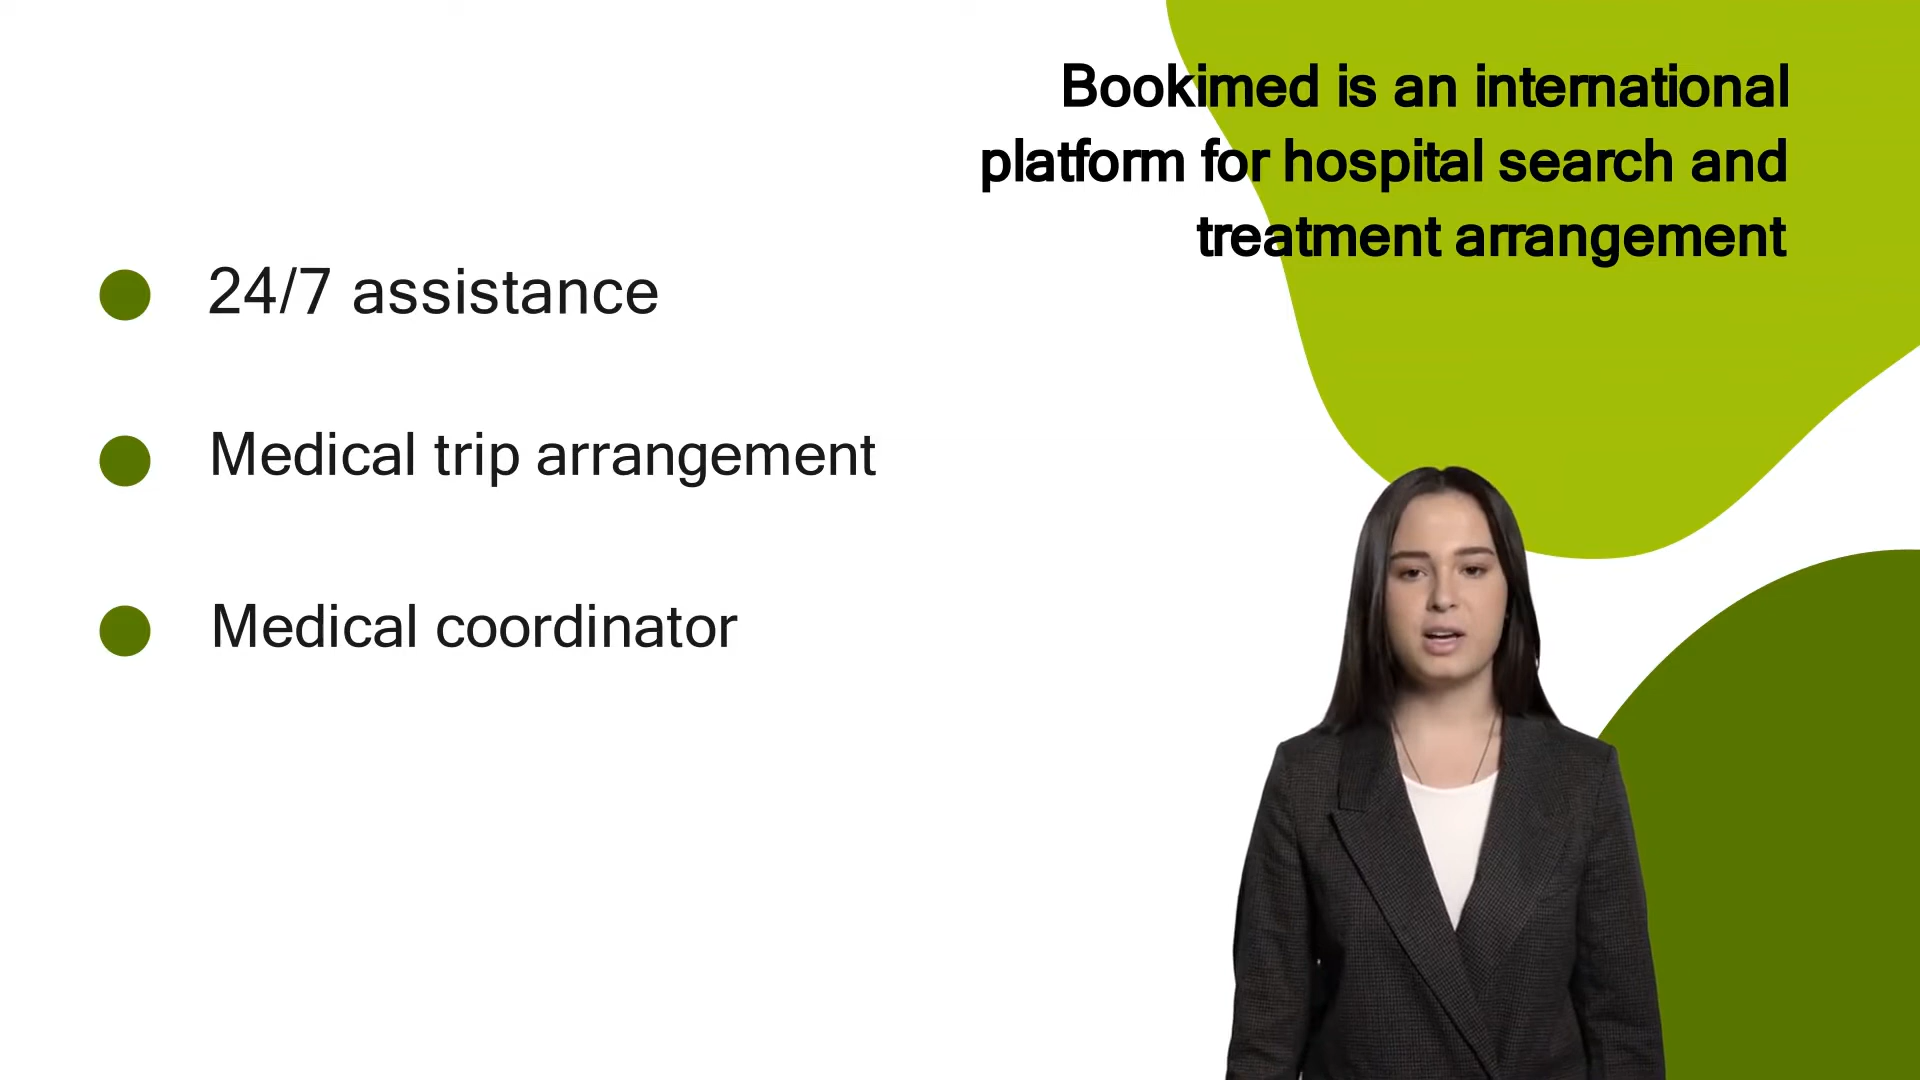 Bookimed is an international
platform for hospital search and
treatment arrangement
24/7 assistance
Medical trip arrangement
Medical coordinator